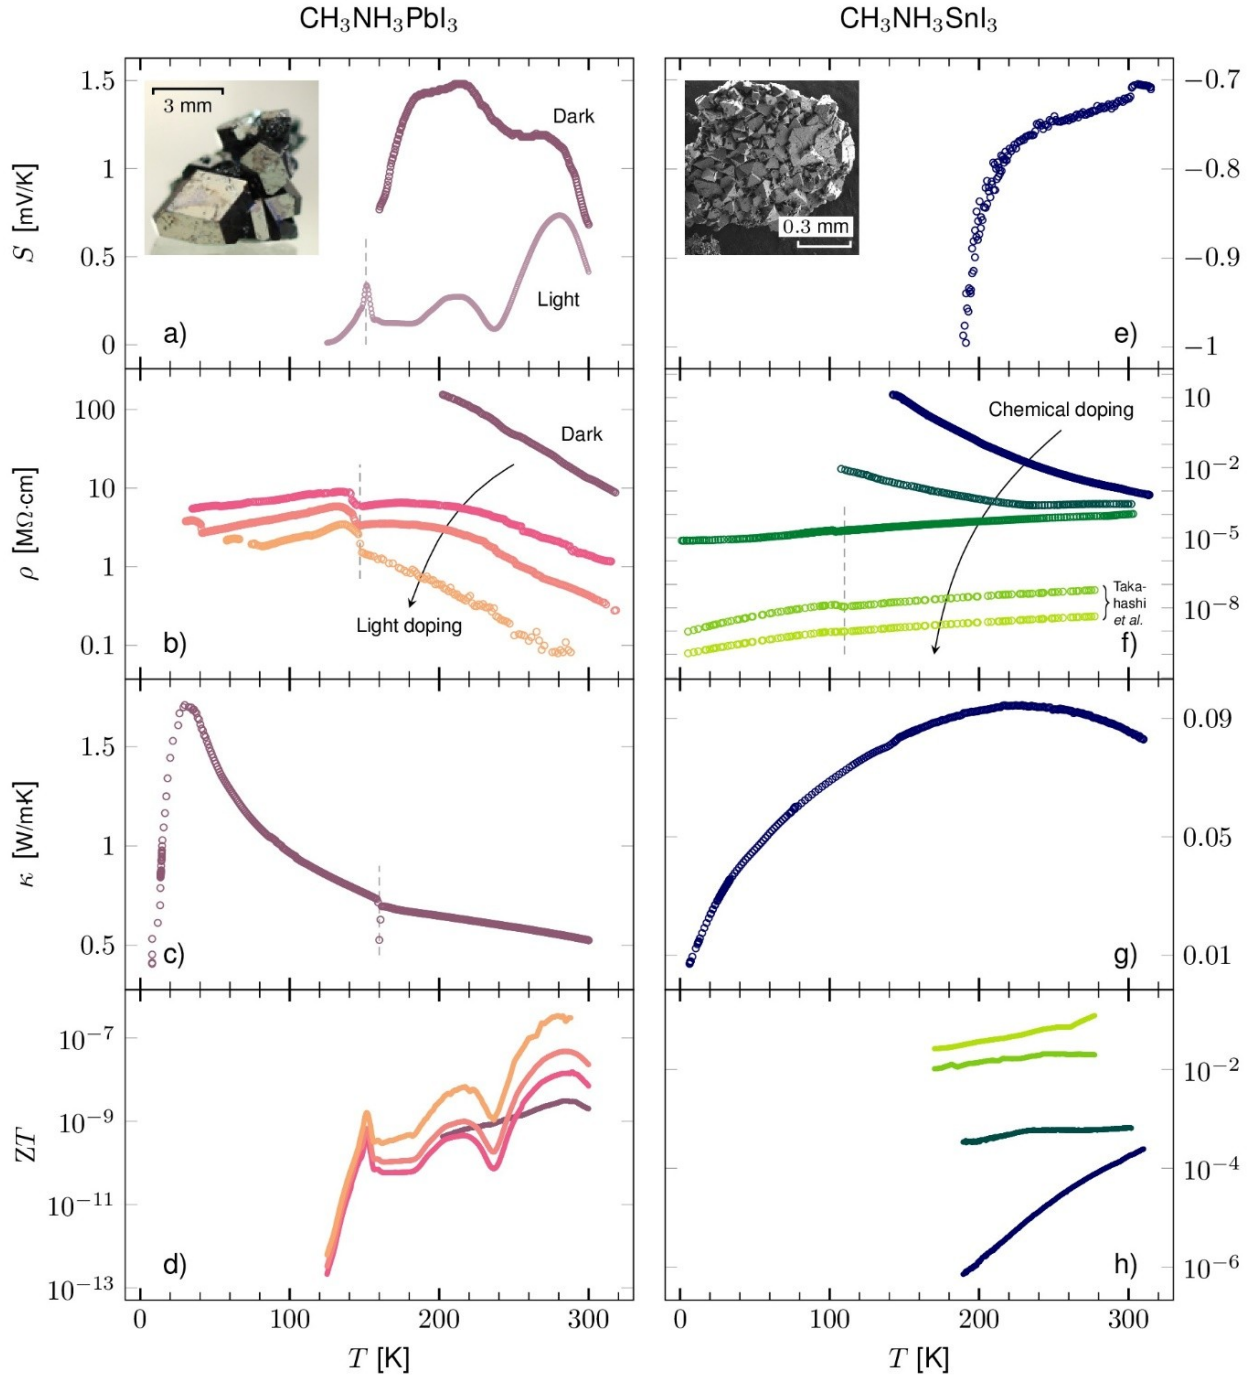 CH₃NH₃PbI₃
CH₃NH₃SnI₃
S [mV/K]
1.5
1
0.5
0
3 mm
Dark
Light
a)
0.3 mm
−0.7
−0.8
−0.9
−1
e)
ρ [MΩ·cm]
100
10
1
0.1
Dark
Light doping
b)
Chemical doping
Taka-
hashi
et al.
10
10⁻²
10⁻⁵
10⁻⁸
f)
κ [W/mK]
1.5
1
0.5
c)
0.09
0.05
0.01
g)
ZT
10⁻⁷
10⁻⁹
10⁻¹¹
10⁻¹³
d)
10⁻²
10⁻⁴
10⁻⁶
h)
0 100 200 300
T [K]
0 100 200 300
T [K]